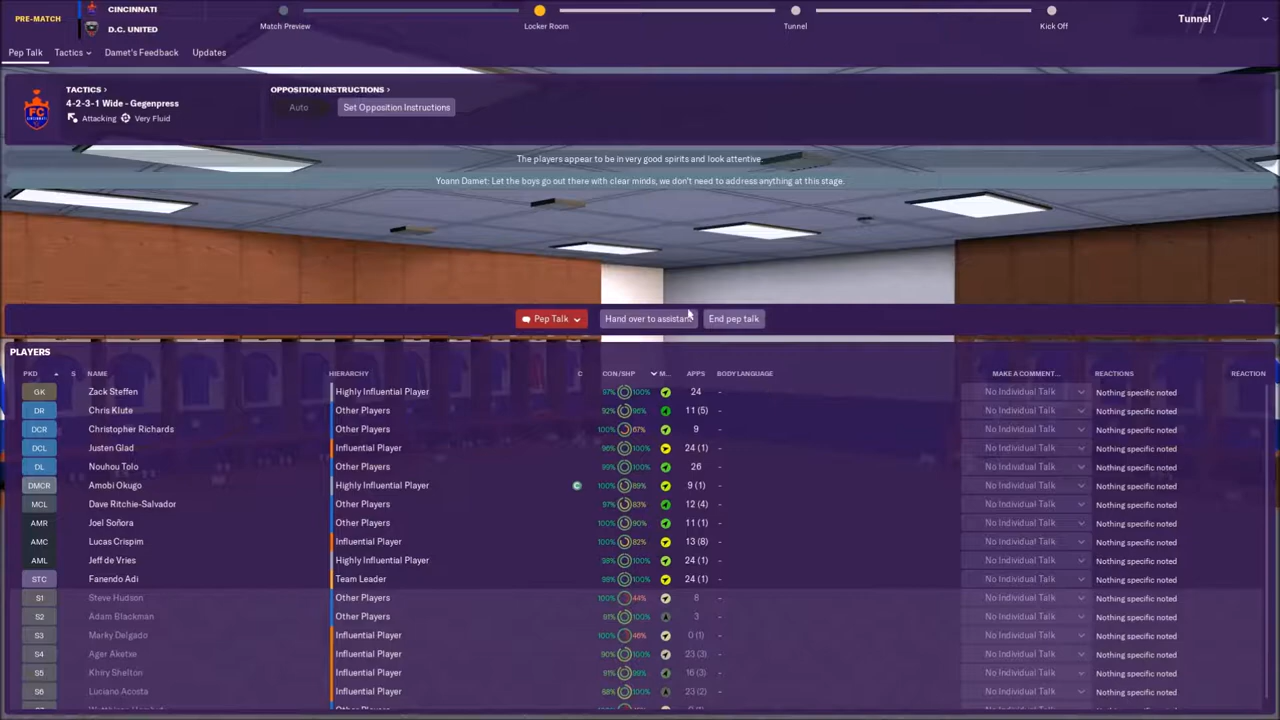 PRE-MATCH
CINCINNATI
D.C. UNITED
Match Preview
Locker Room
Tunnel
Kick Off
Tunnel
Pep Talk
Tactics
Damet's Feedback
Updates
TACTICS >
4-2-3-1 Wide - Gegenpress
Attacking Very Fluid
OPPOSITION INSTRUCTIONS >
Auto
Set Opposition Instructions
FC
The players appear to be in very good spirits and look attentive.
Yoann Damet: Let the boys go out there with clear minds, we don't need to address anything at this stage.
Pep Talk
Hand over to assistant
End pep talk
PLAYERS
PKD S NAME HIERARCHY C CON/SHP M... APPS BODY LANGUAGE MAKE A COMMENT... REACTIONS REACTION
GK Zack Steffen Highly Influential Player 97% 100% 24 - No Individual Talk Nothing specific noted
DR Chris Klute Other Players 92% 96% 11 (5) - No Individual Talk Nothing specific noted
DCR Christopher Richards Other Players 100% 67% 9 - No Individual Talk Nothing specific noted
DCL Justen Glad Influential Player 96% 100% 24 (1) - No Individual Talk Nothing specific noted
DL Nouhou Tolo Other Players 99% 100% 26 - No Individual Talk Nothing specific noted
DMCR Amobi Okugo Highly Influential Player C 100% 89% 9 (1) - No Individual Talk Nothing specific noted
MCL Dave Ritchie-Salvador Other Players 97% 83% 12 (4) - No Individual Talk Nothing specific noted
AMR Joel Soñora Other Players 100% 90% 11 (1) - No Individual Talk Nothing specific noted
AMC Lucas Crispim Influential Player 100% 82% 13 (8) - No Individual Talk Nothing specific noted
AML Jeff de Vries Highly Influential Player 98% 100% 24 (1) - No Individual Talk Nothing specific noted
STC Fanendo Adi Team Leader 98% 100% 24 (1) - No Individual Talk Nothing specific noted
S1 Steve Hudson Other Players 100% 44% 8 - No Individual Talk Nothing specific noted
S2 Adam Blackman Other Players 91% 100% 3 - No Individual Talk Nothing specific noted
S3 Marky Delgado Influential Player 100% 46% 0 (1) - No Individual Talk Nothing specific noted
S4 Ager Aketxe Influential Player 90% 100% 23 (3) - No Individual Talk Nothing specific noted
S5 Khiry Shelton Influential Player 91% 99% 16 (3) - No Individual Talk Nothing specific noted
S6 Luciano Acosta Influential Player 88% 100% 23 (2) - No Individual Talk Nothing specific noted